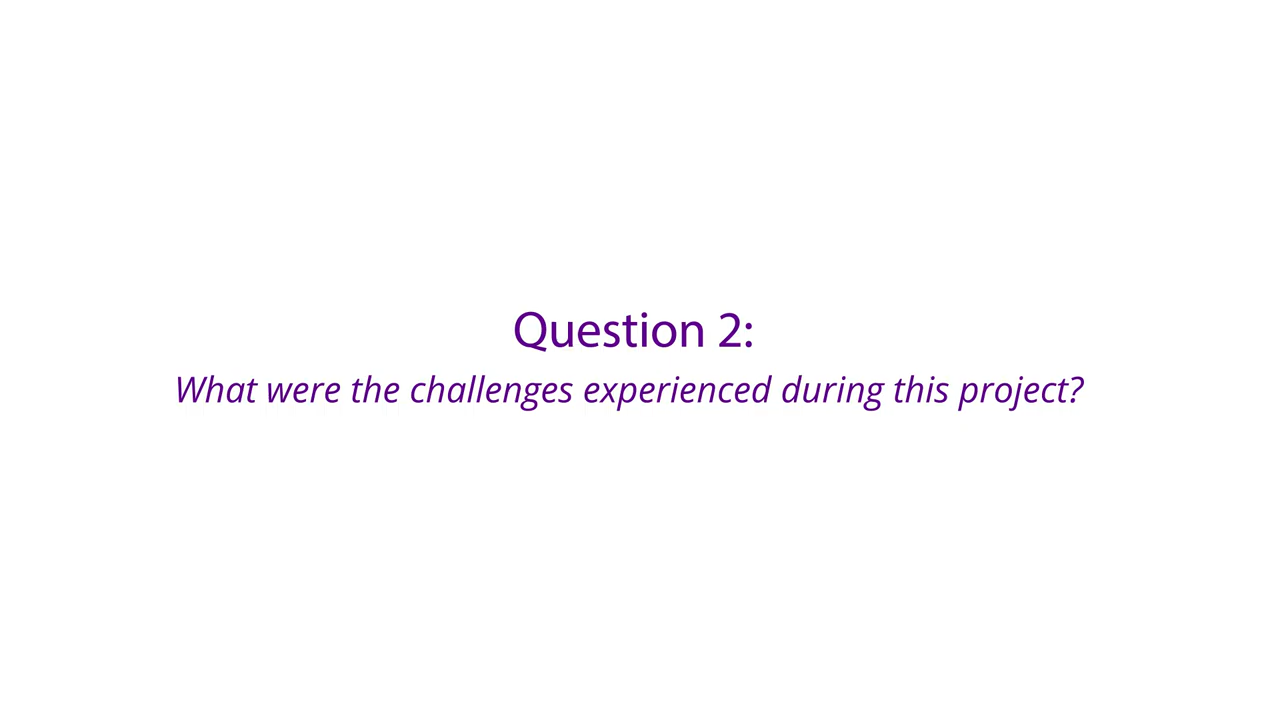 Question 2:
What were the challenges experienced during this project?